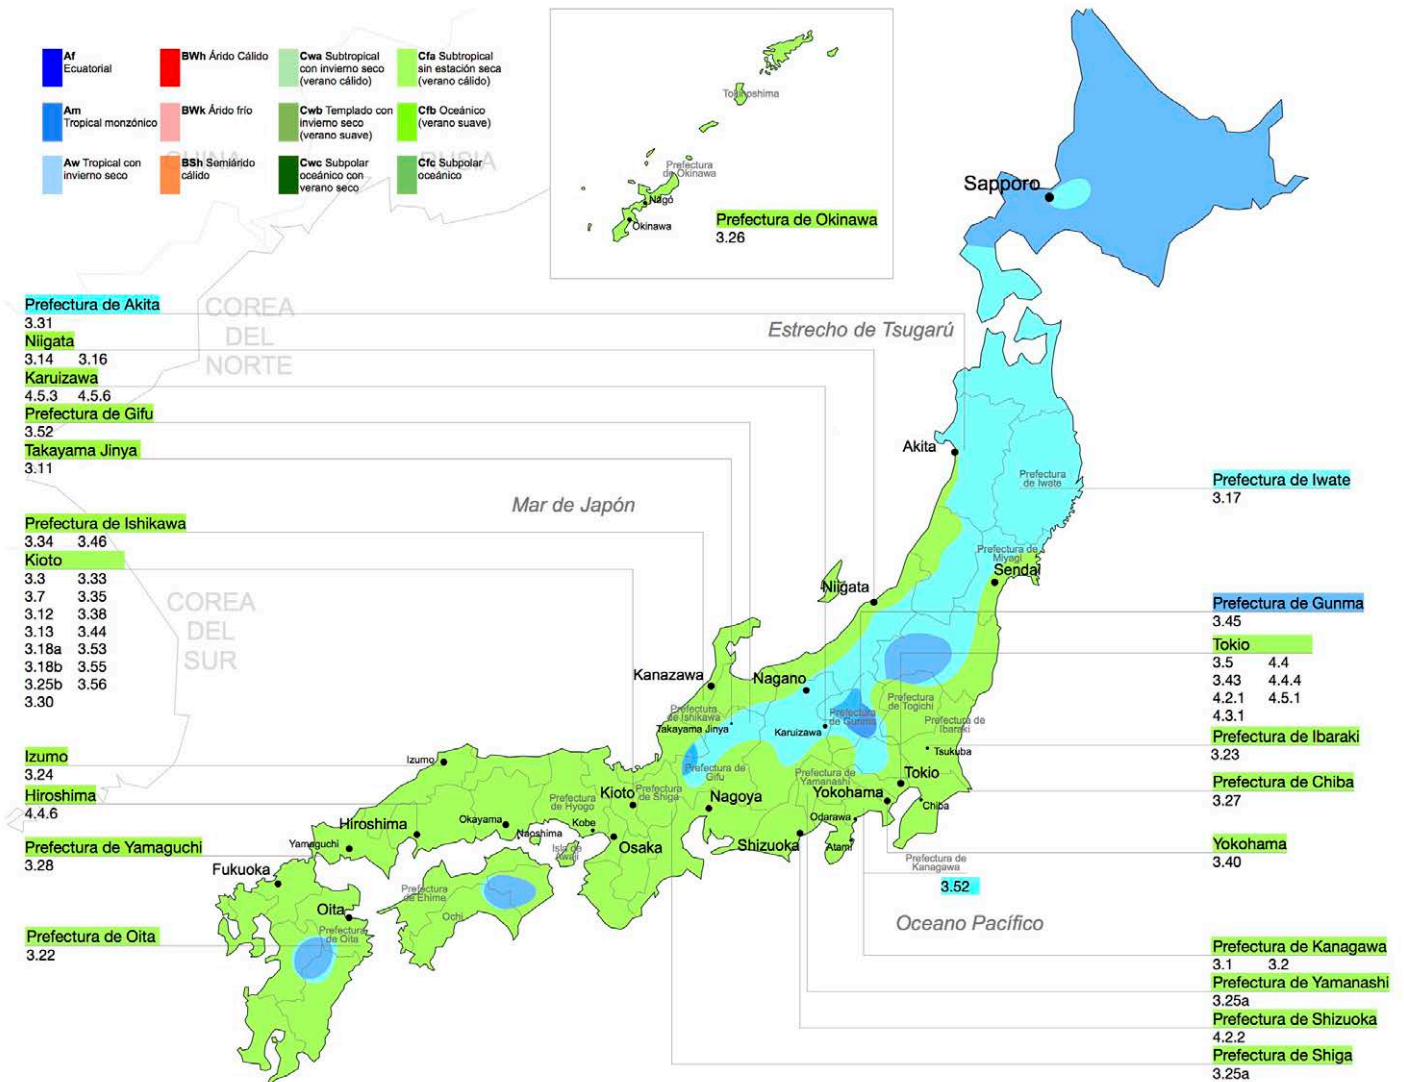 Af
Ecuatorial
Am
Tropical monzónico
Aw Tropical con
invierno seco
BWh Árido Cálido
BWk Árido frío
BSh Semiárido
cálido
Cwa Subtropical
con invierno seco
(verano cálido)
Cwb Templado con
invierno seco
(verano suave)
Cwc Subpolar
oceánico con
verano seco
Cfa Subtropical
sin estación seca
(verano cálido)
Cfb Oceánico
(verano suave)
Cfc Subpolar
oceánico
CHINA
RUSIA
Tokunoshima
Prefectura
de Okinawa
Nago
Okinawa
Prefectura de Okinawa
3.26
Sapporo
COREA
DEL
NORTE
COREA
DEL
SUR
Estrecho de Tsugarú
Mar de Japón
Oceano Pacífico
Prefectura de Akita
3.31
Niigata
3.14 3.16
Karuizawa
4.5.3 4.5.6
Prefectura de Gifu
3.52
Takayama Jinya
3.11
Prefectura de Ishikawa
3.34 3.46
Kioto
3.3 3.33
3.7 3.35
3.12 3.38
3.13 3.44
3.18a 3.53
3.18b 3.55
3.25b 3.56
3.30
Izumo
3.24
Hiroshima
4.4.6
Prefectura de Yamaguchi
3.28
Prefectura de Oita
3.22
Akita
Prefectura
de Iwate
Prefectura de
Miyagi
Sendai
Niigata
Kanazawa
Nagano
Prefectura
de Ishikawa
Takayama Jinya
Karuizawa
Prefectura
de Gunma
Prefectura
de Togichi
Prefectura de
Ibaraki
Tsukuba
Prefectura de
Gifu
Prefectura de
Yamanashi
Tokio
Yokohama
Chiba
Odarawa
Atami
Shizuoka
Nagoya
Prefectura
de Shiga
Kioto
Prefectura
de Hyogo
Kobe
Osaka
Isla de
Awaji
Naoshima
Okayama
Izumo
Hiroshima
Yamaguchi
Fukuoka
Oita
Prefectura
de Oita
Prefectura
de Ehime
Ochi
Prefectura de
Kanagawa
3.52
Prefectura de Iwate
3.17
Prefectura de Gunma
3.45
Tokio
3.5 4.4
3.43 4.4.4
4.2.1 4.5.1
4.3.1
Prefectura de Ibaraki
3.23
Prefectura de Chiba
3.27
Yokohama
3.40
Prefectura de Kanagawa
3.1 3.2
Prefectura de Yamanashi
3.25a
Prefectura de Shizuoka
4.2.2
Prefectura de Shiga
3.25a